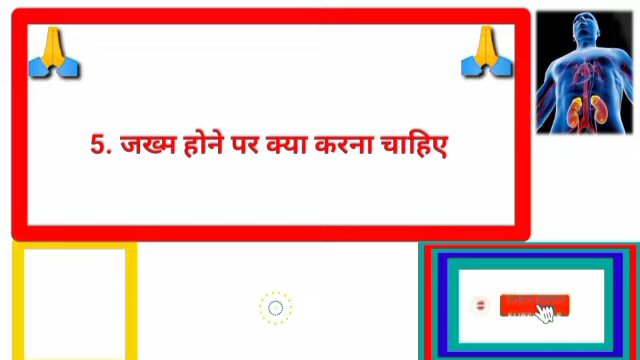 5. जख्म होने पर क्या करना चाहिए